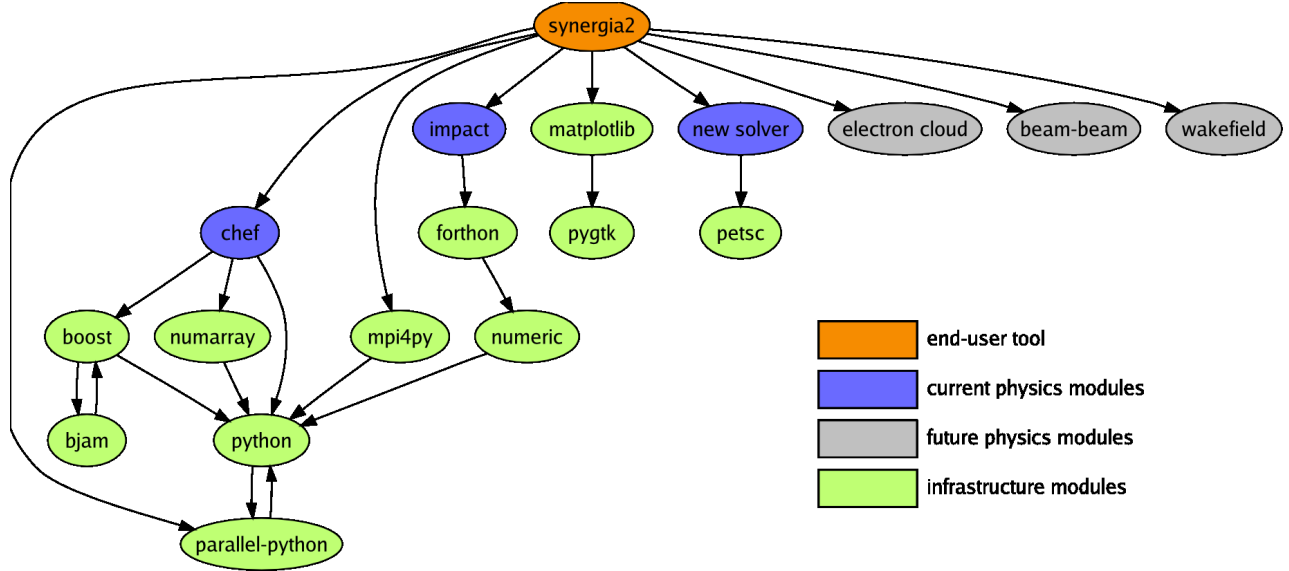 synergia2
impact
matplotlib
new solver
electron cloud
beam-beam
wakefield
chef
forthon
pygtk
petsc
boost
numarray
mpi4py
numeric
end-user tool
current physics modules
bjam
python
future physics modules
infrastructure modules
parallel-python